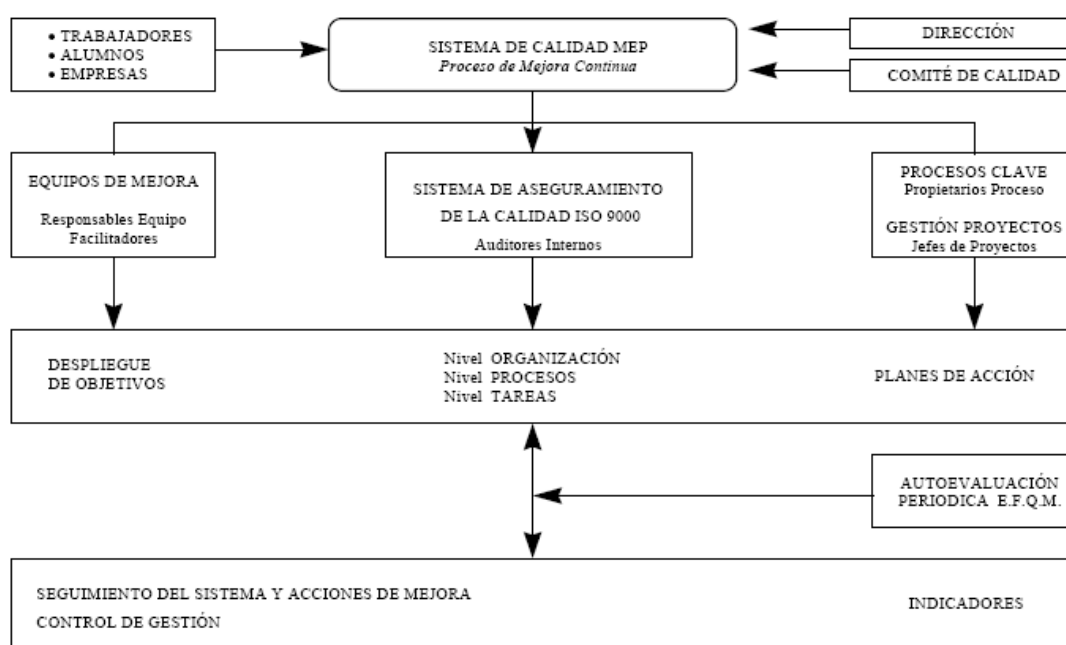 • TRABAJADORES
• ALUMNOS
• EMPRESAS
SISTEMA DE CALIDAD MEP
Proceso de Mejora Continua
DIRECCIÓN
COMITÉ DE CALIDAD
EQUIPOS DE MEJORA
Responsables Equipo
Facilitadores
SISTEMA DE ASEGURAMIENTO
DE LA CALIDAD ISO 9000
Auditores Internos
PROCESOS CLAVE
Propietarios Proceso
GESTIÓN PROYECTOS
Jefes de Proyectos
DESPLIEGUE
DE OBJETIVOS
Nivel ORGANIZACIÓN
Nivel PROCESOS
Nivel TAREAS
PLANES DE ACCIÓN
AUTOEVALUACIÓN
PERIODICA E.F.Q.M.
SEGUIMIENTO DEL SISTEMA Y ACCIONES DE MEJORA
CONTROL DE GESTIÓN
INDICADORES